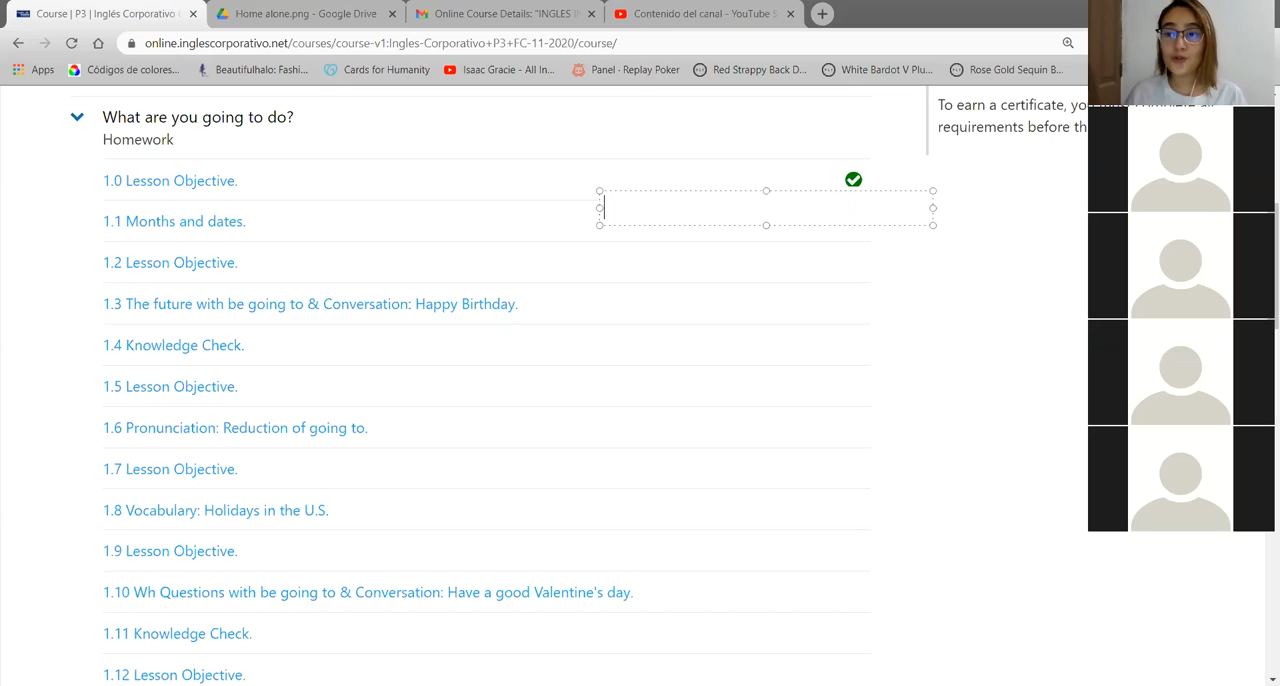 Course | P3 | Inglés Corporativo
Home alone.png - Google Drive
Online Course Details: "INGLES I
Contenido del canal - YouTube S
online.inglescorporativo.net/courses/course-v1:Ingles-Corporativo+P3+FC-11-2020/course/
Apps
Códigos de colores...
Beautifulhalo: Fashi...
Cards for Humanity
Isaac Gracie - All In...
Panel · Replay Poker
Red Strappy Back D...
White Bardot V Plu...
Rose Gold Sequin B...
What are you going to do?
Homework
To earn a certificate, yo
requirements before th
1.0 Lesson Objective.
1.1 Months and dates.
1.2 Lesson Objective.
1.3 The future with be going to & Conversation: Happy Birthday.
1.4 Knowledge Check.
1.5 Lesson Objective.
1.6 Pronunciation: Reduction of going to.
1.7 Lesson Objective.
1.8 Vocabulary: Holidays in the U.S.
1.9 Lesson Objective.
1.10 Wh Questions with be going to & Conversation: Have a good Valentine's day.
1.11 Knowledge Check.
1.12 Lesson Objective.